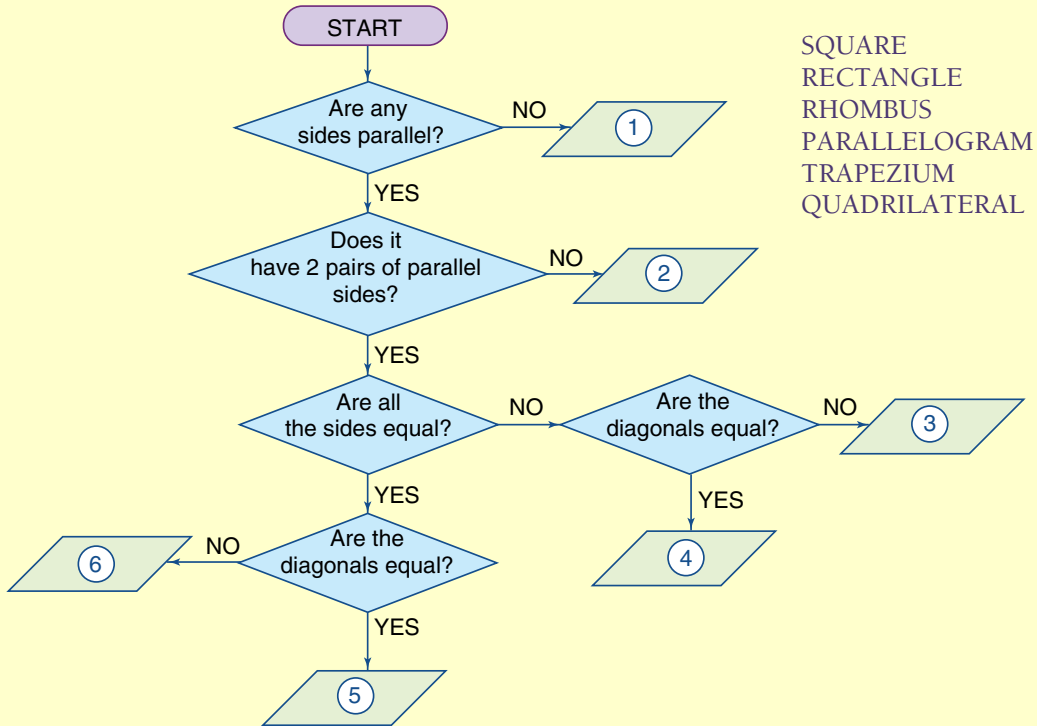 START
Are any
sides parallel?
NO
1
YES
Does it
have 2 pairs of parallel
sides?
NO
2
YES
Are all
the sides equal?
NO
Are the
diagonals equal?
NO
3
YES
4
YES
Are the
diagonals equal?
NO
6
YES
5
SQUARE
RECTANGLE
RHOMBUS
PARALLELOGRAM
TRAPEZIUM
QUADRILATERAL